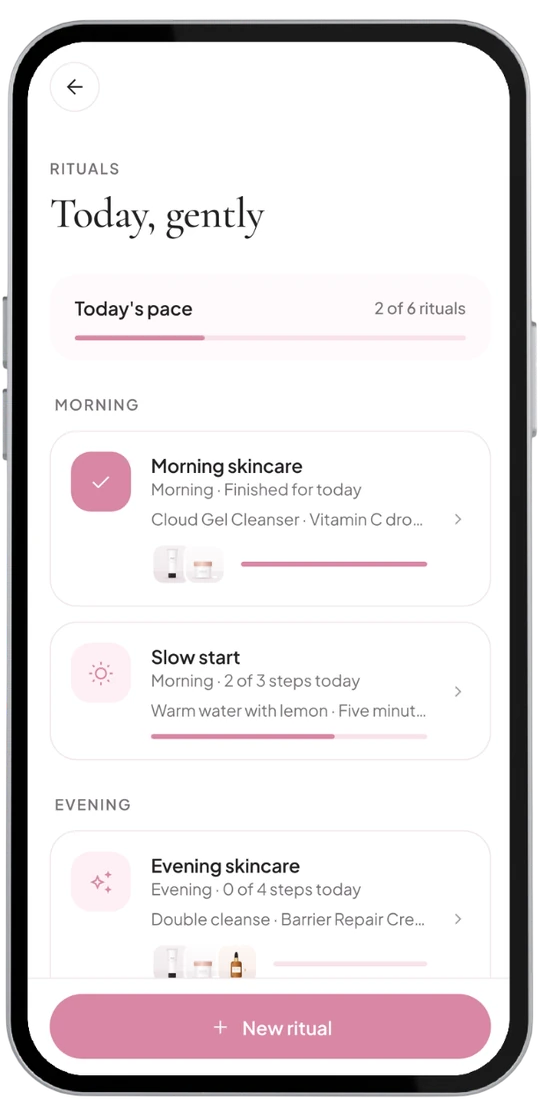 RITUALS
Today, gently
Today's pace
2 of 6 rituals
MORNING
Morning skincare
Morning · Finished for today
Cloud Gel Cleanser · Vitamin C dro...
Slow start
Morning · 2 of 3 steps today
Warm water with lemon · Five minut...
EVENING
Evening skincare
Evening · 0 of 4 steps today
Double cleanse · Barrier Repair Cre...
+ New ritual